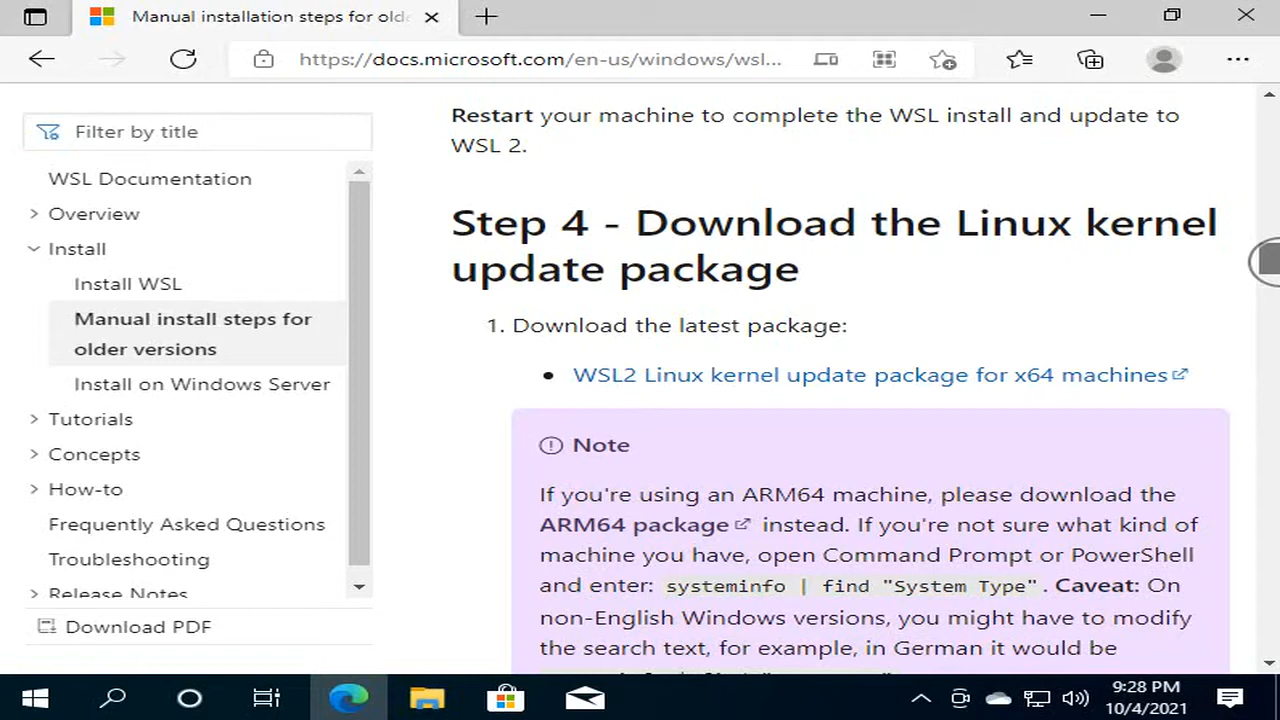 Manual installation steps for old
https://docs.microsoft.com/en-us/windows/wsl...
Filter by title
WSL Documentation
Overview
Install
Install WSL
Manual install steps for
older versions
Install on Windows Server
Tutorials
Concepts
How-to
Frequently Asked Questions
Troubleshooting
Release Notes
Download PDF
Restart your machine to complete the WSL install and update to
WSL 2.
Step 4 - Download the Linux kernel
update package
1. Download the latest package:
• WSL2 Linux kernel update package for x64 machines
Note
If you're using an ARM64 machine, please download the
ARM64 package instead. If you're not sure what kind of
machine you have, open Command Prompt or PowerShell
and enter: systeminfo | find "System Type". Caveat: On
non-English Windows versions, you might have to modify
the search text, for example, in German it would be
9:28 PM
10/4/2021